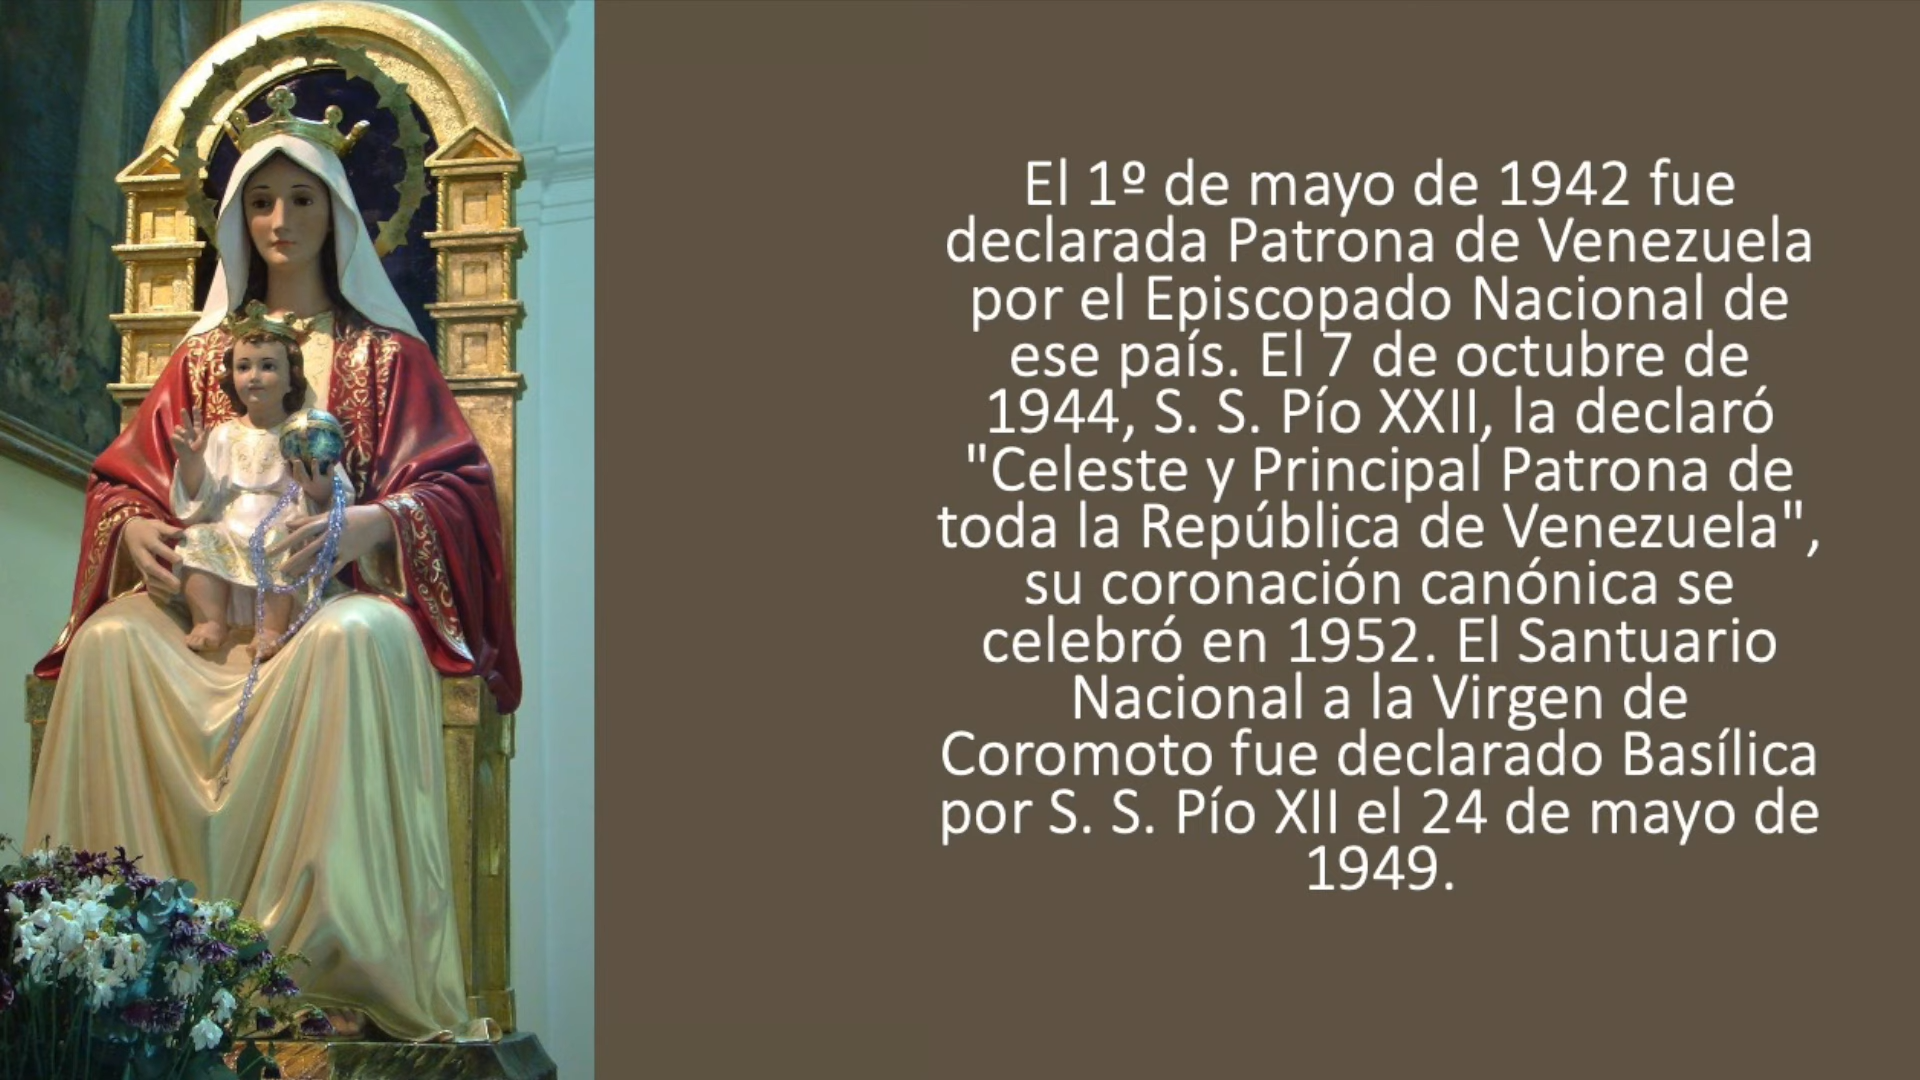 El 1º de mayo de 1942 fue
declarada Patrona de Venezuela
por el Episcopado Nacional de
ese país. El 7 de octubre de
1944, S. S. Pío XXII, la declaró
"Celeste y Principal Patrona de
toda la República de Venezuela",
su coronación canónica se
celebró en 1952. El Santuario
Nacional a la Virgen de
Coromoto fue declarado Basílica
por S. S. Pío XII el 24 de mayo de
1949.